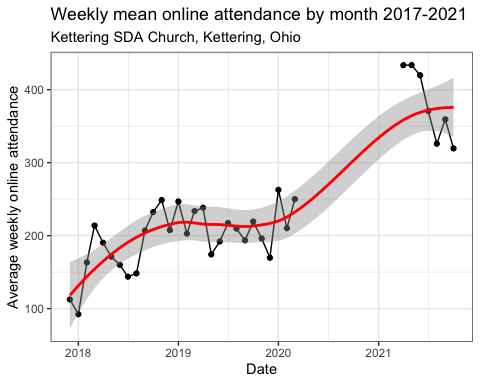 Weekly mean online attendance by month 2017-2021
Kettering SDA Church, Kettering, Ohio
Average weekly online attendance
400
300
200
100
2018
2019
2020
2021
Date